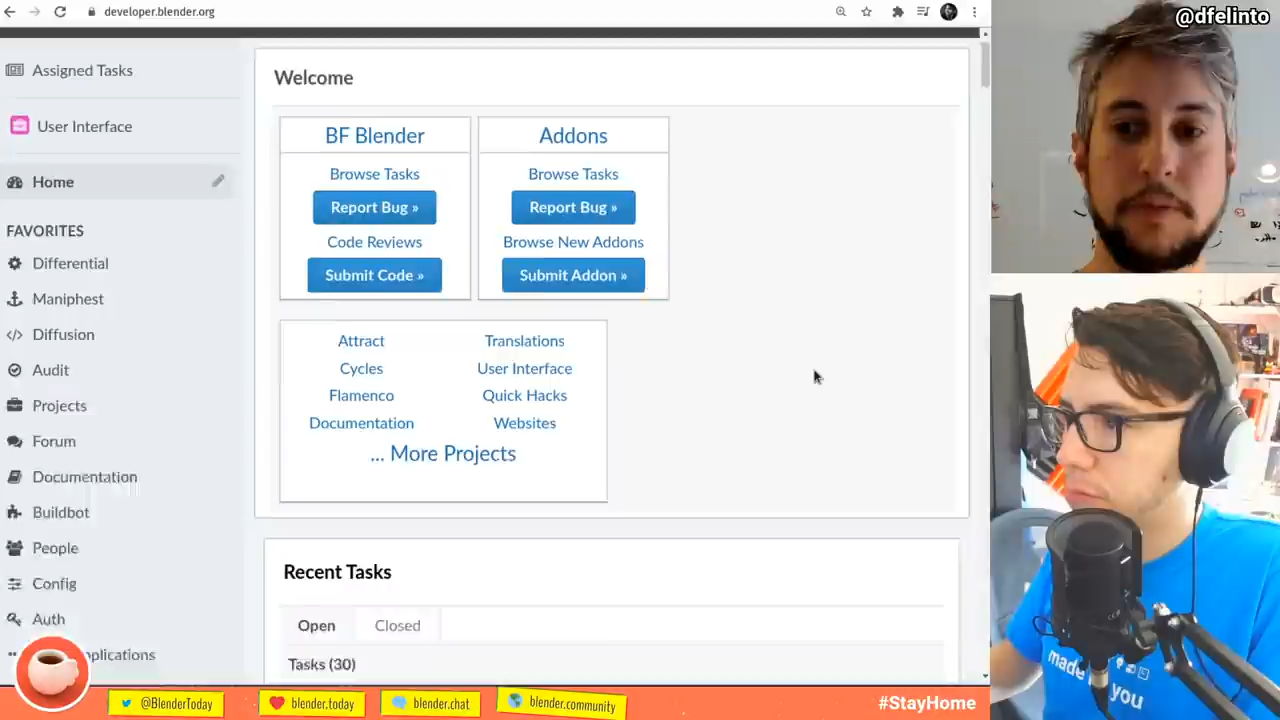 developer.blender.org
@dfelinto
Assigned Tasks
User Interface
Home
FAVORITES
Differential
Maniphest
Diffusion
Audit
Projects
Forum
Documentation
Buildbot
People
Config
Auth
Welcome
BF Blender
Browse Tasks
Report Bug »
Code Reviews
Submit Code »
Addons
Browse Tasks
Report Bug »
Browse New Addons
Submit Addon »
Attract
Translations
Cycles
User Interface
Flamenco
Quick Hacks
Documentation
Websites
... More Projects
Recent Tasks
Open
Closed
Tasks (30)
made
you
@BlenderToday
blender.today
blender.chat
blender.community
#StayHome